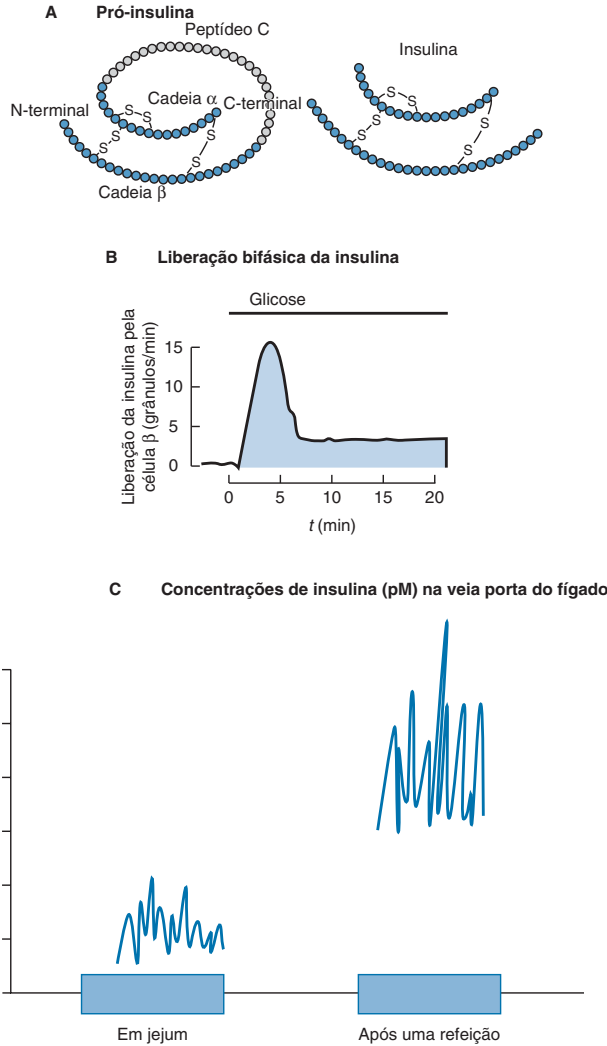 A Pró-insulina
Peptídeo C
Insulina
N-terminal
Cadeia α
C-terminal
S
S
S
S
S
S
Cadeia β
S
S
S
S
S
S
B Liberação bifásica da insulina
Glicose
Liberação da insulina pela
célula β (grânulos/min)
15
10
5
0
0 5 10 15 20
t (min)
C Concentrações de insulina (pM) na veia porta do fígado
Em jejum
Após uma refeição